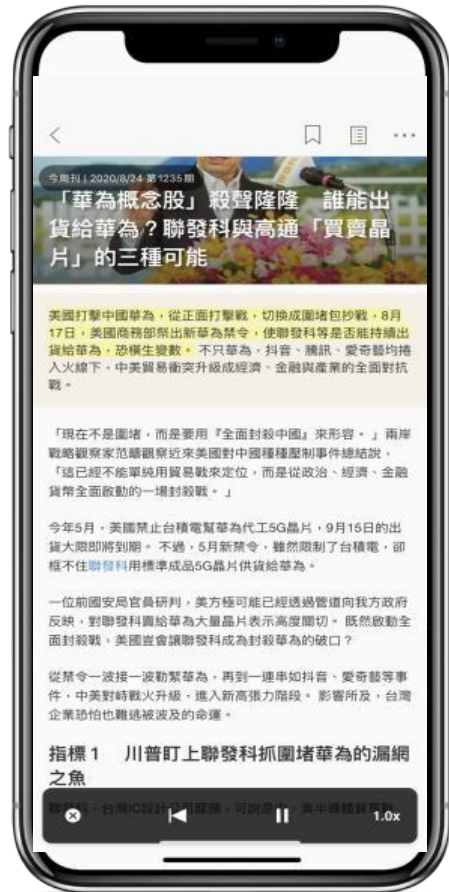 今周刊 | 2020/8/24 第1235期
「華為概念股」殺聲隆隆 誰能出
貨給華為？聯發科與高通「買賣晶
片」的三種可能
美國打擊中國華為，從正面打擊戰，切換成圍堵包抄戰，8月
17日，美國商務部祭出新華為禁令，使聯發科等是否能持續出
貨給華為，恐橫生變數。 不只華為，抖音、騰訊、愛奇藝均捲
入火線下，中美貿易衝突升級成經濟、金融與產業的全面對抗
戰。
「現在不是圍堵，而是要用『全面封殺中國』來形容。」兩岸
戰略觀察家范疇觀察近來美國對中國種種壓制事件總結說，
「這已經不能單純用貿易戰來定位，而是從政治、經濟、金融
貨幣全面啟動的一場封殺戰。」
今年5月，美國禁止台積電幫華為代工5G晶片，9月15日的出
貨大限即將到期。 不過，5月新禁令，雖然限制了台積電，卻
框不住聯發科用標準成品5G晶片供貨給華為。
一位前國安局官員研判，美方極可能已經透過管道向我方政府
反映，對聯發科賣給華為大量晶片表示高度關切。 既然啟動全
面封殺戰，美國豈會讓聯發科成為封殺華為的破口？
從禁令一波接一波勒緊華為，再到一連串如抖音、愛奇藝等事
件，中美對峙戰火升級，進入新高張力階段。 影響所及，台灣
企業恐怕也難逃被波及的命運。
指標1 川普盯上聯發科抓圍堵華為的漏網
之魚
1.0x